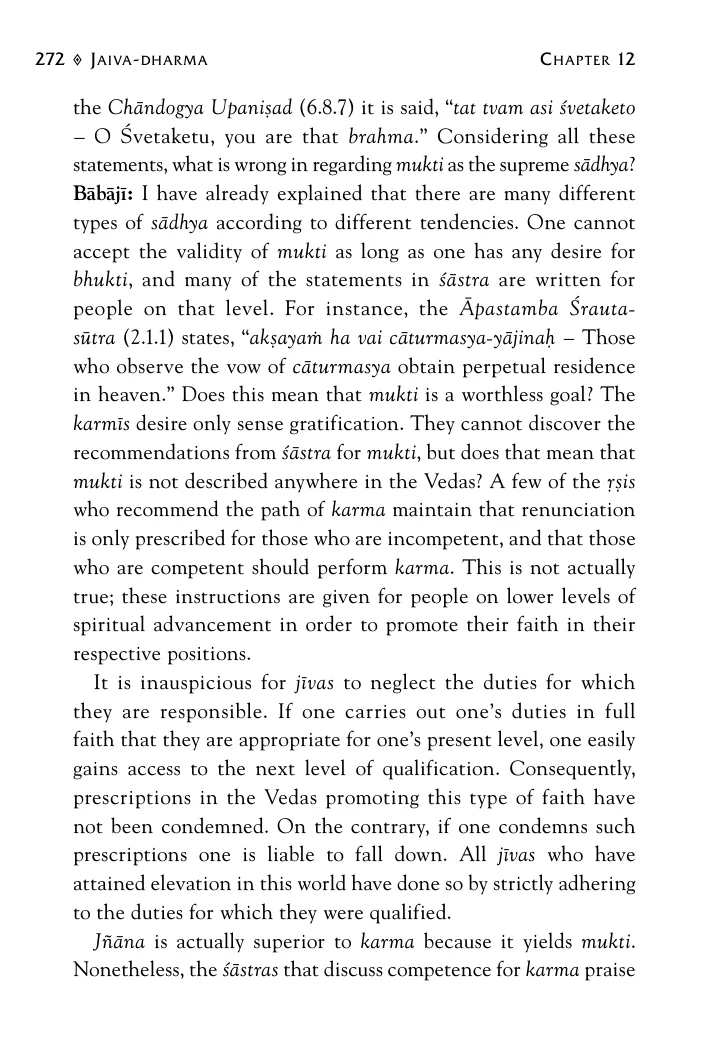 272 ◊ JAIVA-DHARMA CHAPTER 12
the Chāndogya Upaniṣad (6.8.7) it is said, “tat tvam asi śvetaketo
– O Śvetaketu, you are that brahma.” Considering all these
statements, what is wrong in regarding mukti as the supreme sādhya?
Bābājī: I have already explained that there are many different
types of sādhya according to different tendencies. One cannot
accept the validity of mukti as long as one has any desire for
bhukti, and many of the statements in śāstra are written for
people on that level. For instance, the Āpastamba Śrauta-
sūtra (2.1.1) states, “akṣayaṁ ha vai cāturmasya-yājinaḥ – Those
who observe the vow of cāturmasya obtain perpetual residence
in heaven.” Does this mean that mukti is a worthless goal? The
karmīs desire only sense gratification. They cannot discover the
recommendations from śāstra for mukti, but does that mean that
mukti is not described anywhere in the Vedas? A few of the ṛṣis
who recommend the path of karma maintain that renunciation
is only prescribed for those who are incompetent, and that those
who are competent should perform karma. This is not actually
true; these instructions are given for people on lower levels of
spiritual advancement in order to promote their faith in their
respective positions.
It is inauspicious for jīvas to neglect the duties for which
they are responsible. If one carries out one’s duties in full
faith that they are appropriate for one’s present level, one easily
gains access to the next level of qualification. Consequently,
prescriptions in the Vedas promoting this type of faith have
not been condemned. On the contrary, if one condemns such
prescriptions one is liable to fall down. All jīvas who have
attained elevation in this world have done so by strictly adhering
to the duties for which they were qualified.
Jñāna is actually superior to karma because it yields mukti.
Nonetheless, the śāstras that discuss competence for karma praise